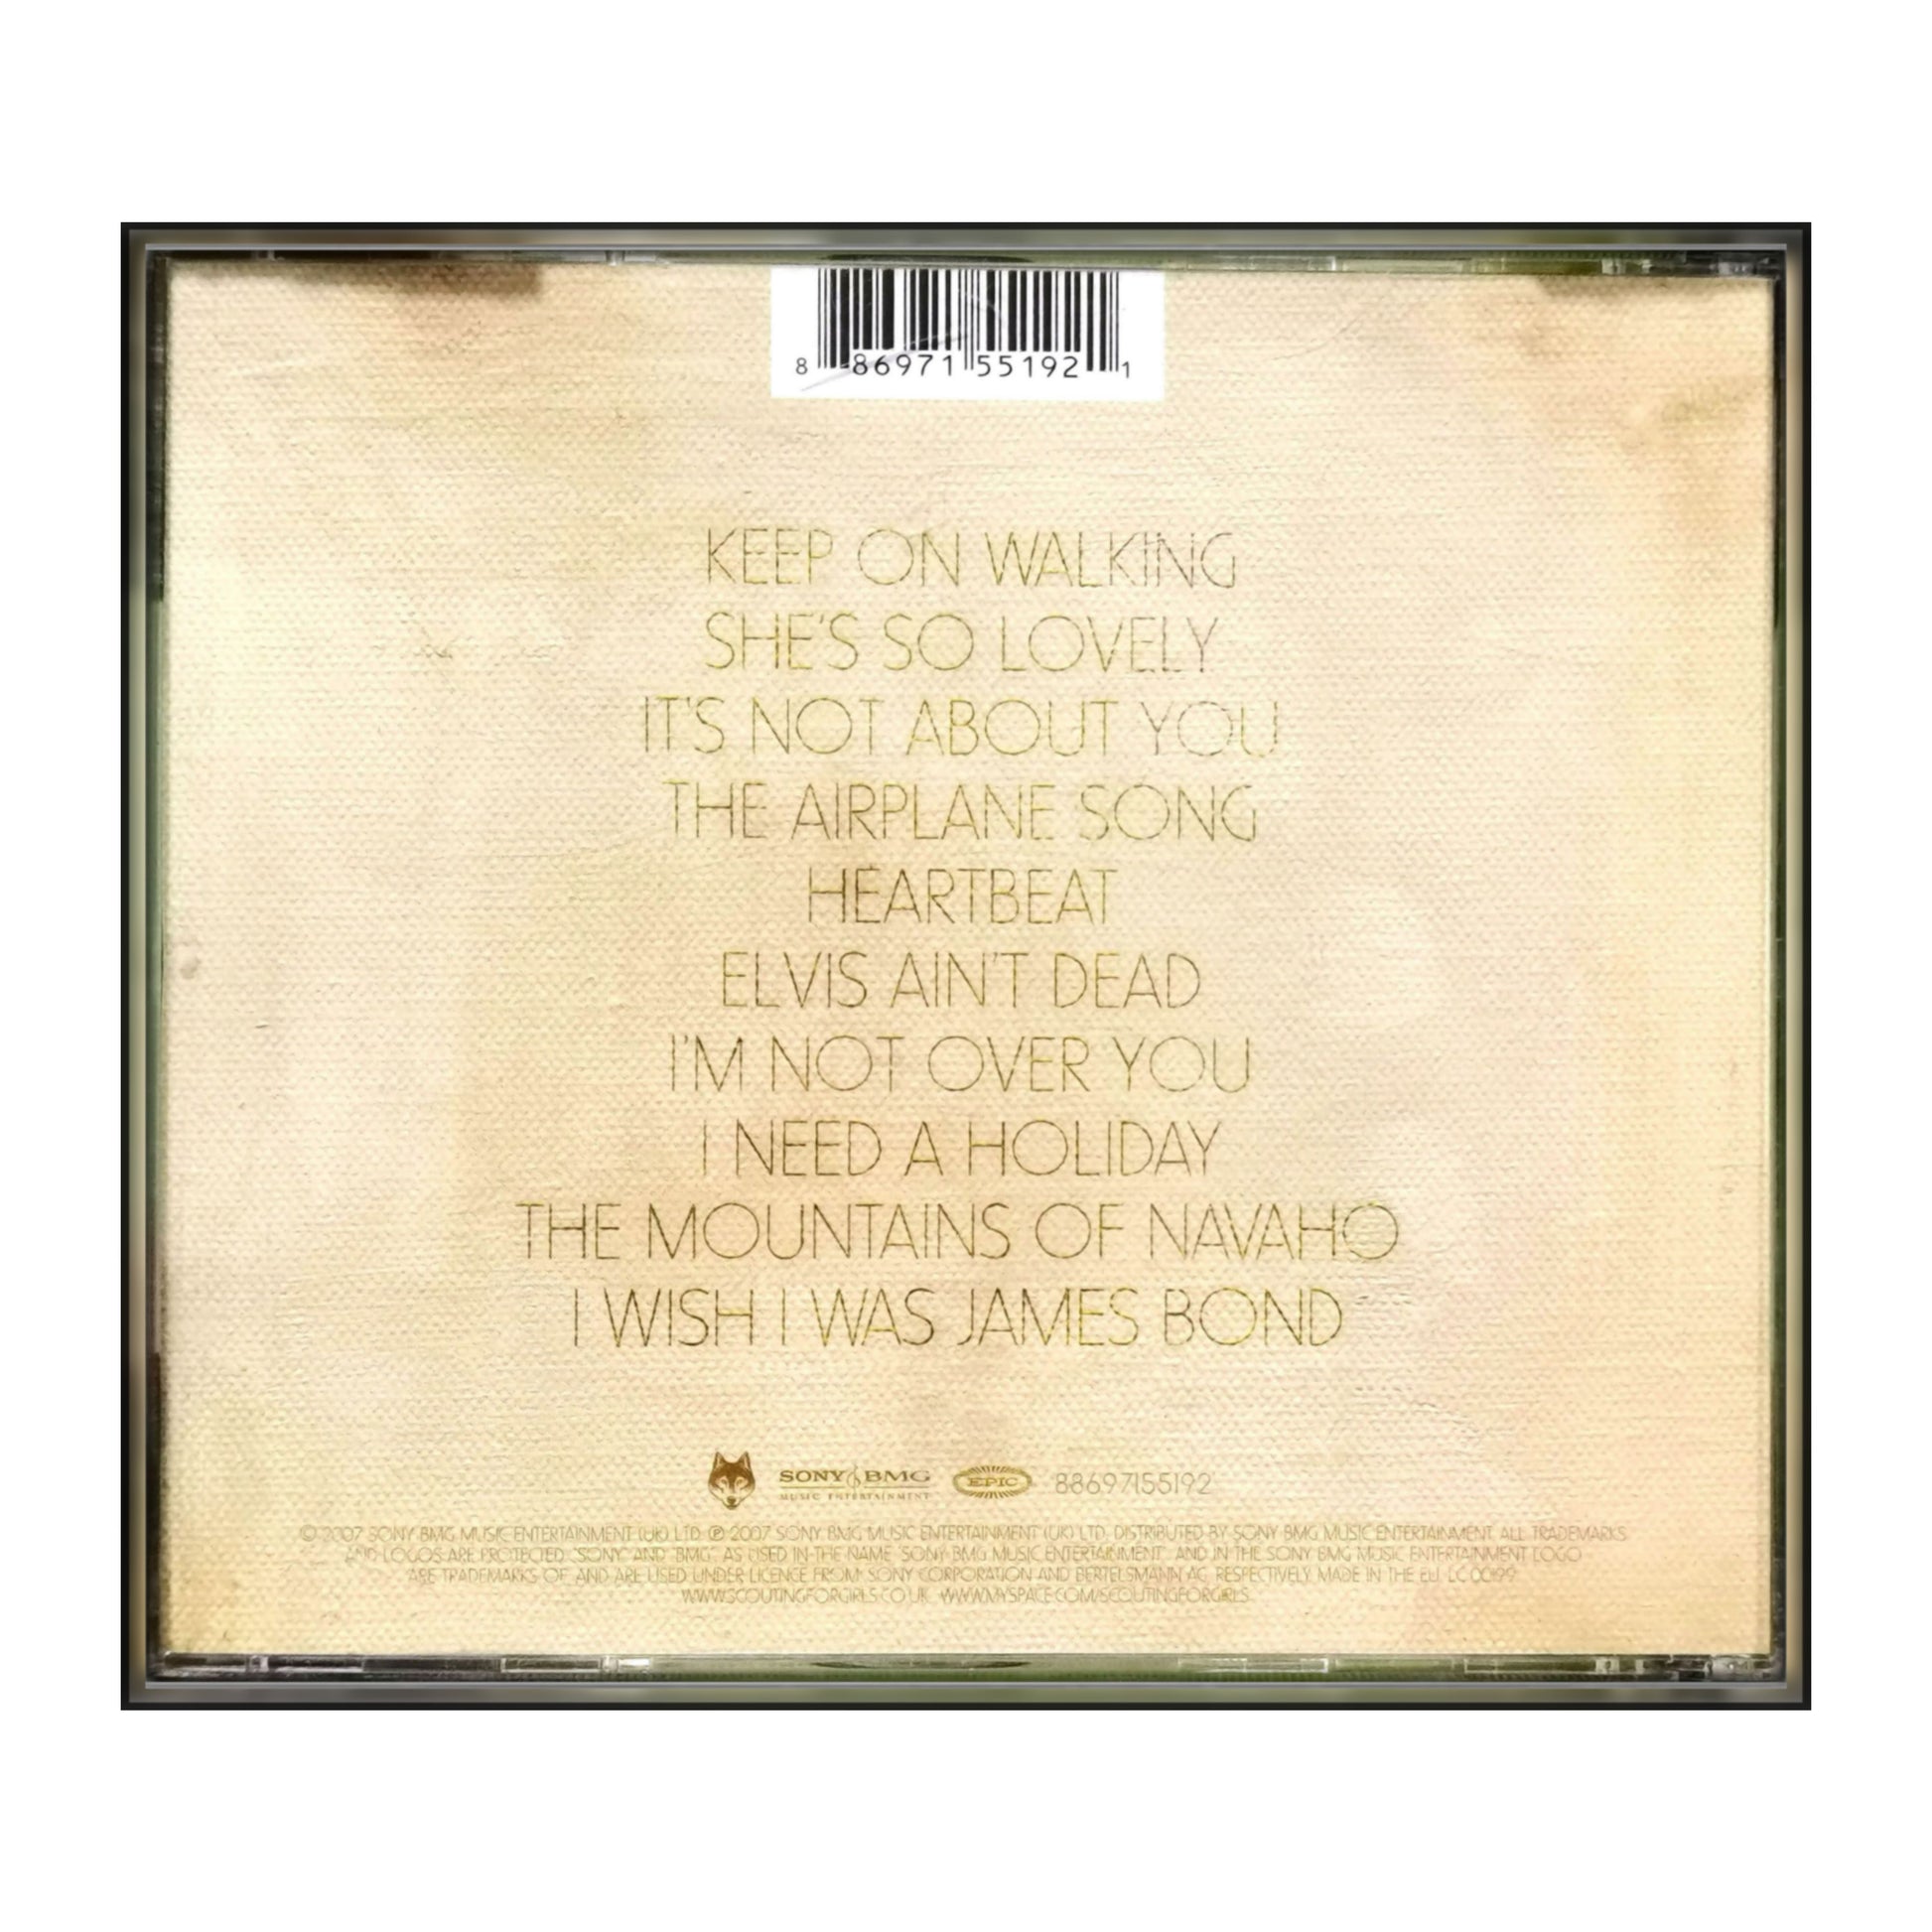 8 86971 55192 1
KEEP ON WALKING
SHE'S SO LOVELY
IT'S NOT ABOUT YOU
THE AIRPLANE SONG
HEARTBEAT
ELVIS AIN'T DEAD
I'M NOT OVER YOU
I NEED A HOLIDAY
THE MOUNTAINS OF NAVAHO
I WISH I WAS JAMES BOND
SONY BMG MUSIC ENTERTAINMENT EPIC 88697155192
© 2007 SONY BMG MUSIC ENTERTAINMENT (UK) LTD. ℗ 2007 SONY BMG MUSIC ENTERTAINMENT (UK) LTD. DISTRIBUTED BY SONY BMG MUSIC ENTERTAINMENT. ALL TRADEMARKS
AND LOGOS ARE PROTECTED. "SONY" AND "BMG" AS USED IN THE NAME "SONY BMG MUSIC ENTERTAINMENT" AND IN THE SONY BMG MUSIC ENTERTAINMENT LOGO
ARE TRADEMARKS OF, AND ARE USED UNDER LICENCE FROM, SONY CORPORATION AND BERTELSMANN AG, RESPECTIVELY. MADE IN THE EU. LC 00199
WWW.SCOUTINGFORGIRLS.CO.UK WWW.MYSPACE.COM/SCOUTINGFORGIRLS